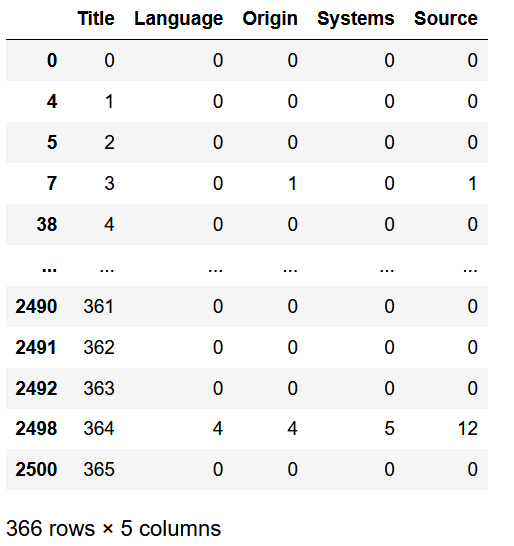 Title Language Origin Systems Source
0 0 0 0 0 0
4 1 0 0 0 0
5 2 0 0 0 0
7 3 0 1 0 1
38 4 0 0 0 0
... ... ... ... ... ...
2490 361 0 0 0 0
2491 362 0 0 0 0
2492 363 0 0 0 0
2498 364 4 4 5 12
2500 365 0 0 0 0
366 rows × 5 columns